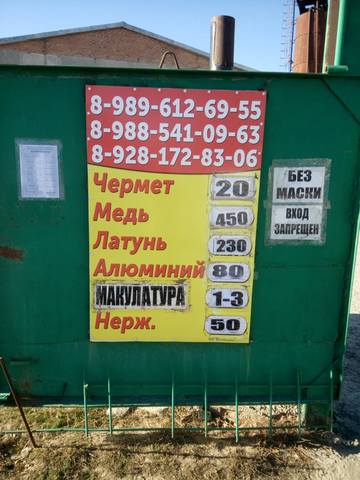 8-989-612-69-55
8-988-541-09-63
8-928-172-83-06
Чермет 20
Медь 450
Латунь 230
Алюминий 80
МАКУЛАТУРА 1-3
Нерж. 50
БЕЗ
МАСКИ
ВХОД
ЗАПРЕЩЕН